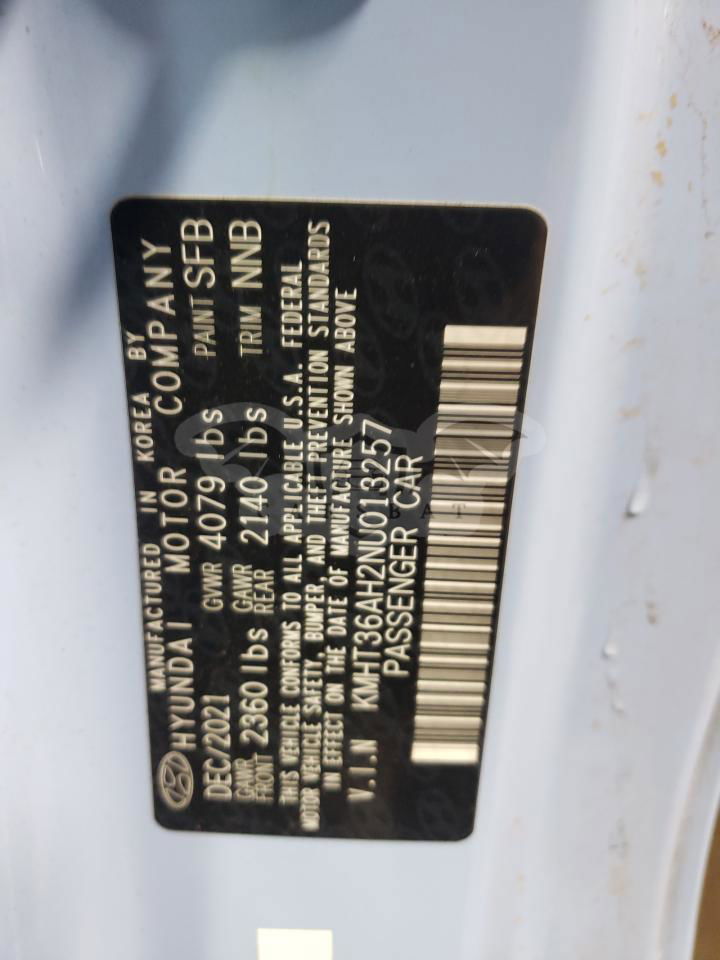 MANUFACTURED IN KOREA BY
HYUNDAI MOTOR COMPANY
DEC/2021 GVWR 4079 lbs PAINT SFB
GAWR FRONT 2360 lbs GAWR REAR 2140 lbs TRIM NNB
THIS VEHICLE CONFORMS TO ALL APPLICABLE U.S.A. FEDERAL
MOTOR VEHICLE SAFETY, BUMPER, AND THEFT PREVENTION STANDARDS
IN EFFECT ON THE DATE OF MANUFACTURE SHOWN ABOVE
V.I.N KMHT36AH2NU013257
PASSENGER CAR